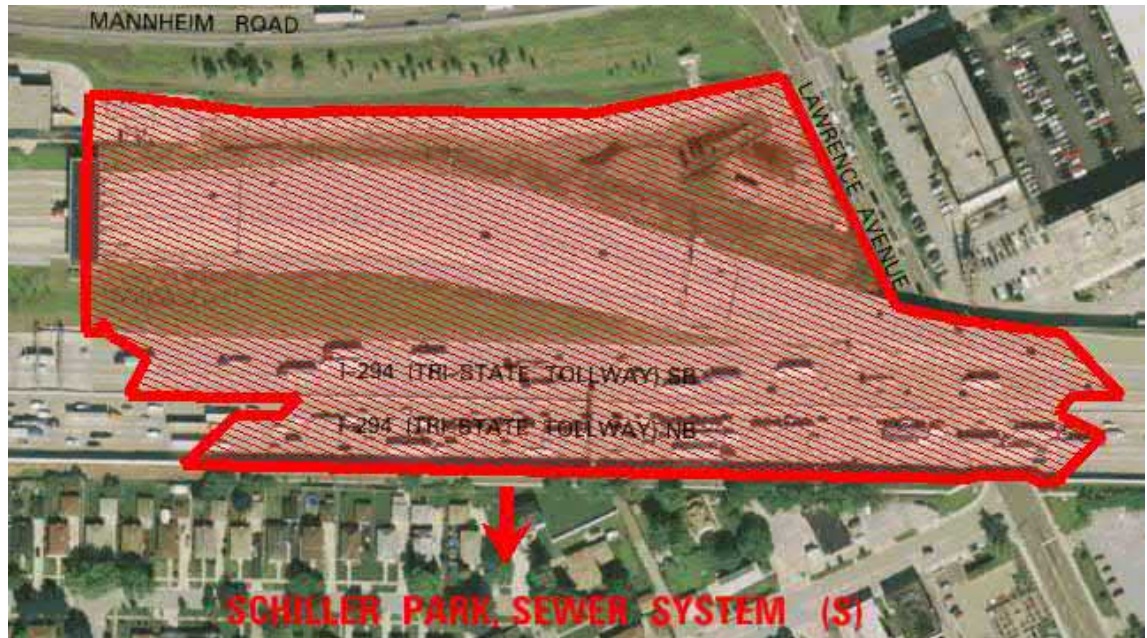 MANNHEIM ROAD
LAWRENCE AVENUE
I-294 (TRI-STATE TOLLWAY) SB
I-294 (TRI-STATE TOLLWAY) NB
SCHILLER PARK, SEWER SYSTEM (S)